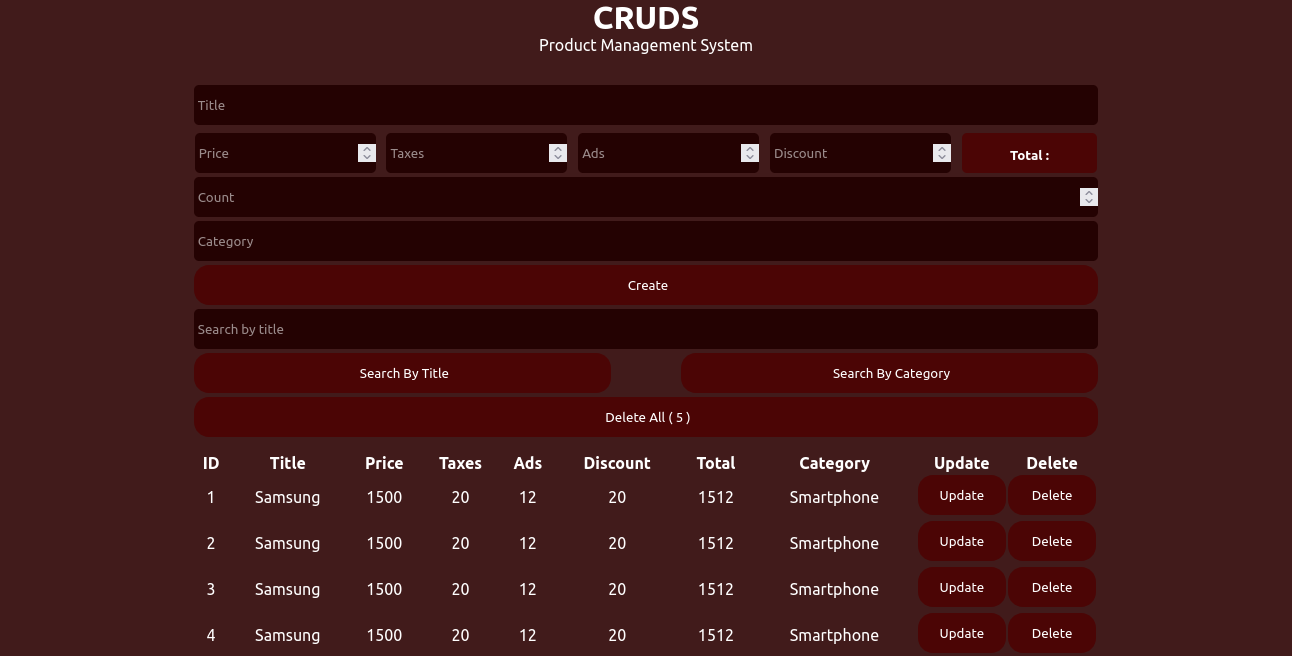 CRUDS
Product Management System
Title
Price Taxes Ads Discount Total :
Count
Category
Create
Search by title
Search By Title Search By Category
Delete All ( 5 )
ID Title Price Taxes Ads Discount Total Category Update Delete
1 Samsung 1500 20 12 20 1512 Smartphone Update Delete
2 Samsung 1500 20 12 20 1512 Smartphone Update Delete
3 Samsung 1500 20 12 20 1512 Smartphone Update Delete
4 Samsung 1500 20 12 20 1512 Smartphone Update Delete